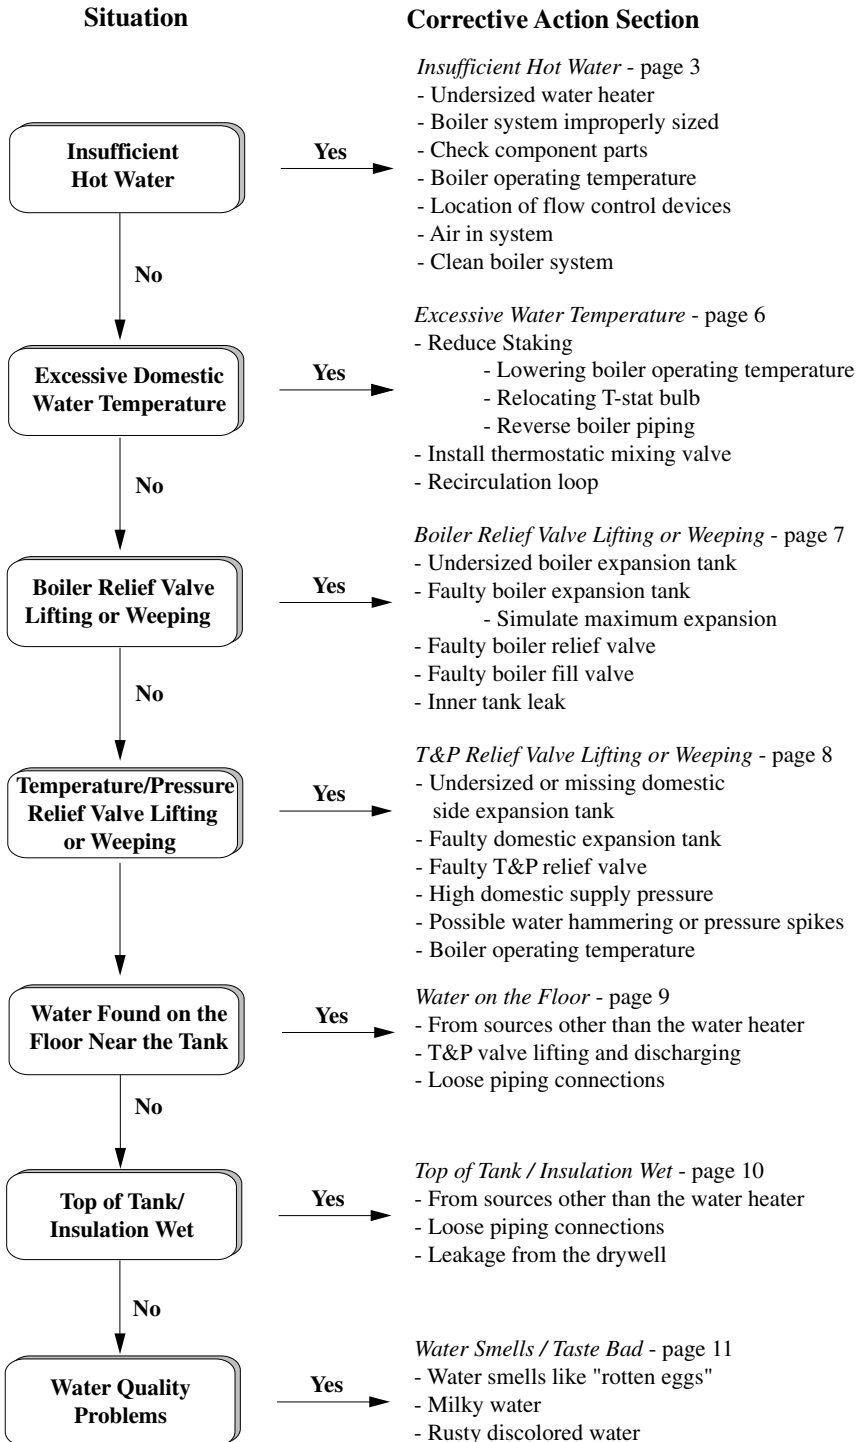 Situation
Corrective Action Section
Insufficient
Hot Water
Yes
Insufficient Hot Water - page 3
- Undersized water heater
- Boiler system improperly sized
- Check component parts
- Boiler operating temperature
- Location of flow control devices
- Air in system
- Clean boiler system
No
Excessive Domestic
Water Temperature
Yes
Excessive Water Temperature - page 6
- Reduce Staking
- Lowering boiler operating temperature
- Relocating T-stat bulb
- Reverse boiler piping
- Install thermostatic mixing valve
- Recirculation loop
No
Boiler Relief Valve
Lifting or Weeping
Yes
Boiler Relief Valve Lifting or Weeping - page 7
- Undersized boiler expansion tank
- Faulty boiler expansion tank
- Simulate maximum expansion
- Faulty boiler relief valve
- Faulty boiler fill valve
- Inner tank leak
No
Temperature/Pressure
Relief Valve Lifting
or Weeping
Yes
T&P Relief Valve Lifting or Weeping - page 8
- Undersized or missing domestic
side expansion tank
- Faulty domestic expansion tank
- Faulty T&P relief valve
- High domestic supply pressure
- Possible water hammering or pressure spikes
- Boiler operating temperature
Water Found on the
Floor Near the Tank
Yes
Water on the Floor - page 9
- From sources other than the water heater
- T&P valve lifting and discharging
- Loose piping connections
No
Top of Tank/
Insulation Wet
Yes
Top of Tank / Insulation Wet - page 10
- From sources other than the water heater
- Loose piping connections
- Leakage from the drywell
No
Water Quality
Problems
Yes
Water Smells / Taste Bad - page 11
- Water smells like "rotten eggs"
- Milky water
- Rusty discolored water